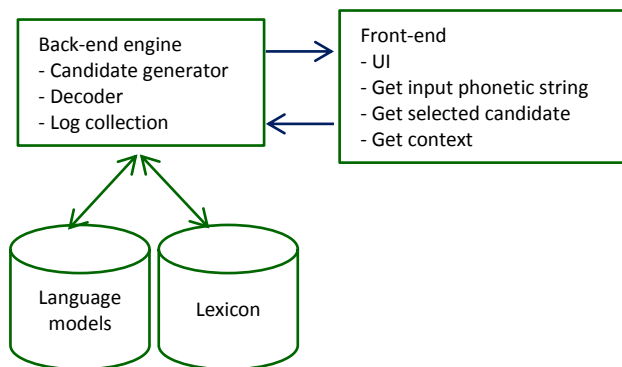 Back-end engine
- Candidate generator
- Decoder
- Log collection
Front-end
- UI
- Get input phonetic string
- Get selected candidate
- Get context
Language
models
Lexicon